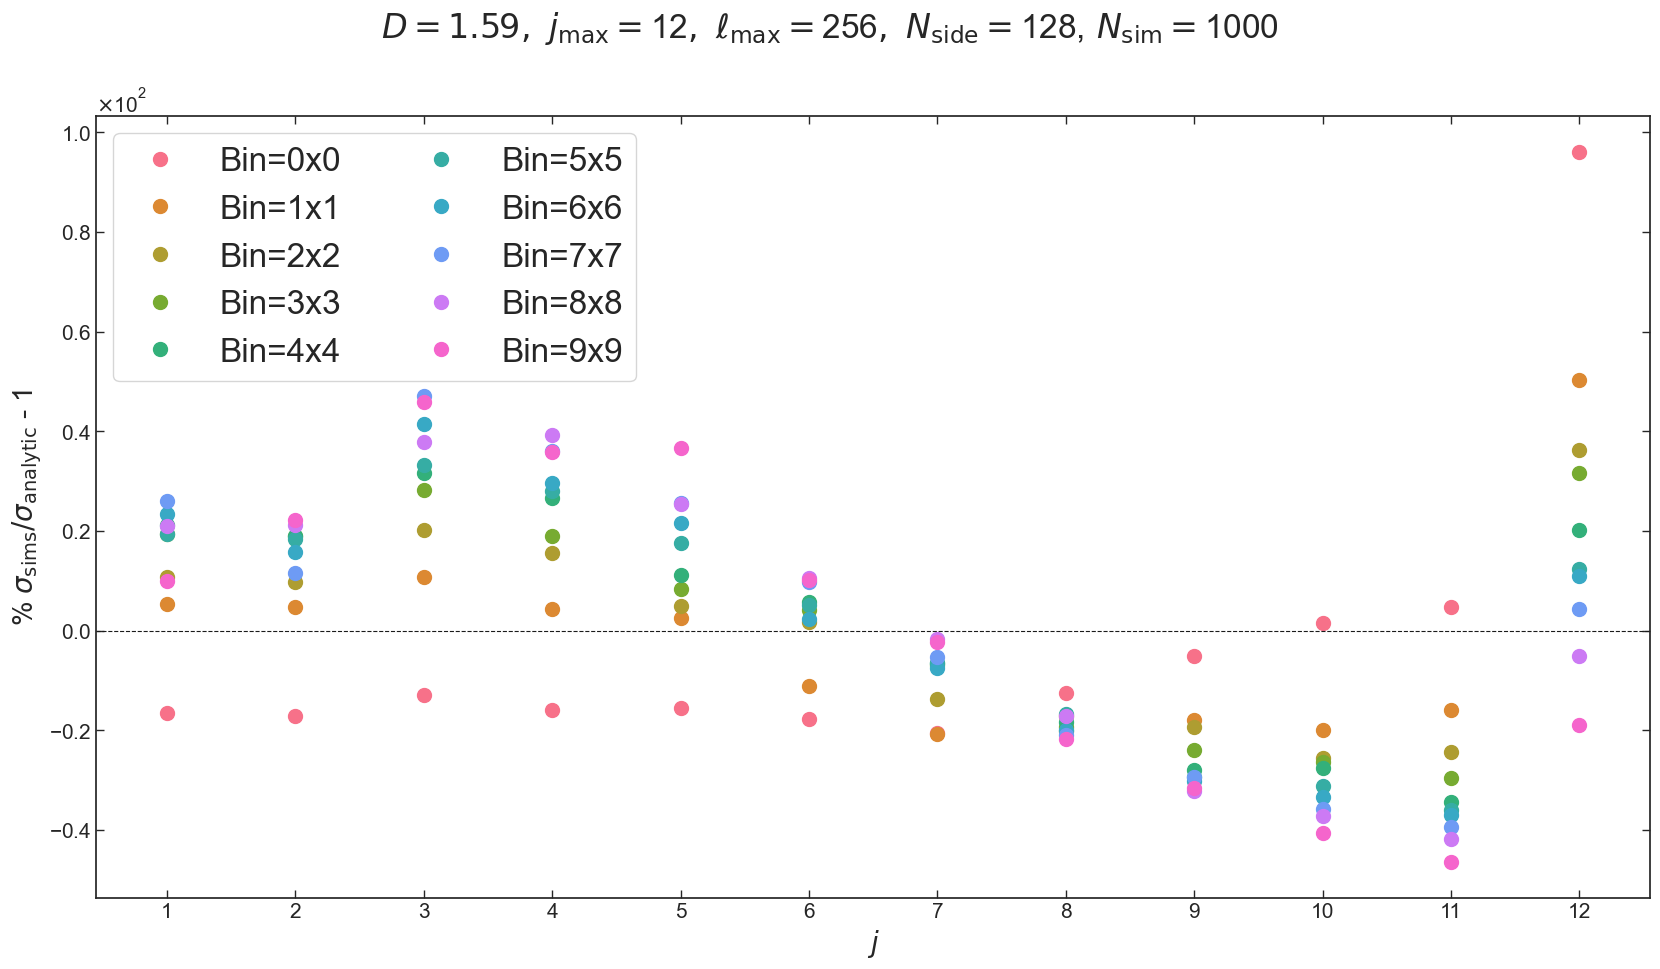 D = 1.59, j_max = 12, ℓ_max = 256, N_side = 128, N_sim = 1000
×10²
1.0
0.8
0.6
0.4
0.2
0.0
−0.2
−0.4
% σ_sims/σ_analytic - 1
Bin=0x0
Bin=1x1
Bin=2x2
Bin=3x3
Bin=4x4
Bin=5x5
Bin=6x6
Bin=7x7
Bin=8x8
Bin=9x9
1 2 3 4 5 6 7 8 9 10 11 12
j